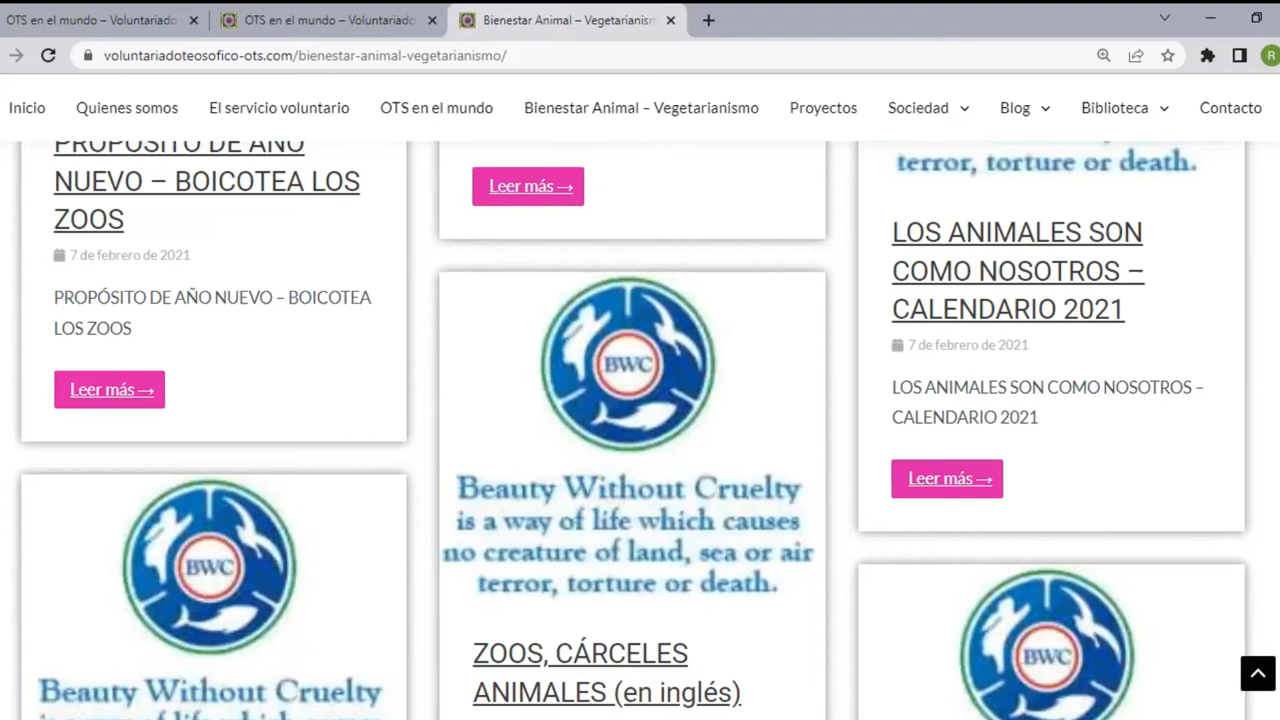 OTS en el mundo – Voluntariado
OTS en el mundo – Voluntariado
Bienestar Animal – Vegetarianism
voluntariadoteosofico-ots.com/bienestar-animal-vegetarianismo/
R
Inicio
Quienes somos
El servicio voluntario
OTS en el mundo
Bienestar Animal – Vegetarianismo
Proyectos
Sociedad
Blog
Biblioteca
Contacto
PROPÓSITO DE AÑO
NUEVO – BOICOTEA LOS
ZOOS
7 de febrero de 2021
PROPÓSITO DE AÑO NUEVO – BOICOTEA
LOS ZOOS
Leer más →
BWC
Beauty Without Cruelty
Leer más →
BWC
Beauty Without Cruelty
is a way of life which causes
no creature of land, sea or air
terror, torture or death.
ZOOS, CÁRCELES
ANIMALES (en inglés)
terror, torture or death.
LOS ANIMALES SON
COMO NOSOTROS –
CALENDARIO 2021
7 de febrero de 2021
LOS ANIMALES SON COMO NOSOTROS –
CALENDARIO 2021
Leer más →
BWC